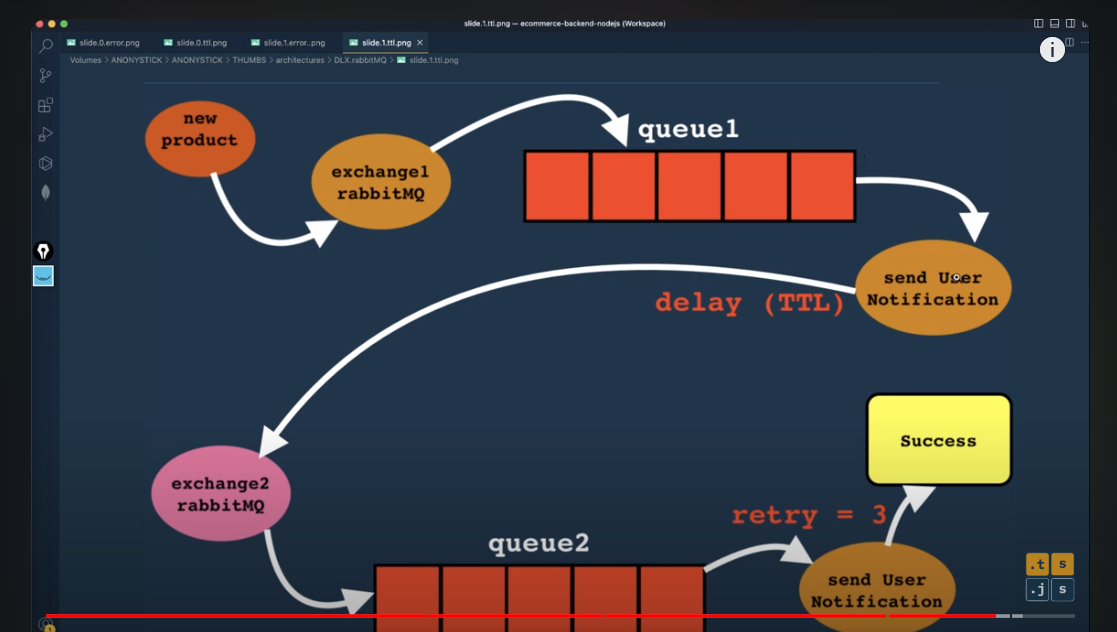 slide.1.ttl.png — ecommerce-backend-nodejs (Workspace)
slide.0.error.png
slide.0.ttl.png
slide.1.error..png
slide.1.ttl.png
Volumes > ANONYSTICK > ANONYSTICK > THUMBS > architectures > DLX.rabbitMQ > slide.1.ttl.png
i
new
product
exchange1
rabbitMQ
queue1
send User
Notification
delay (TTL)
exchange2
rabbitMQ
Success
retry = 3
queue2
send User
Notification
.t s
.j s